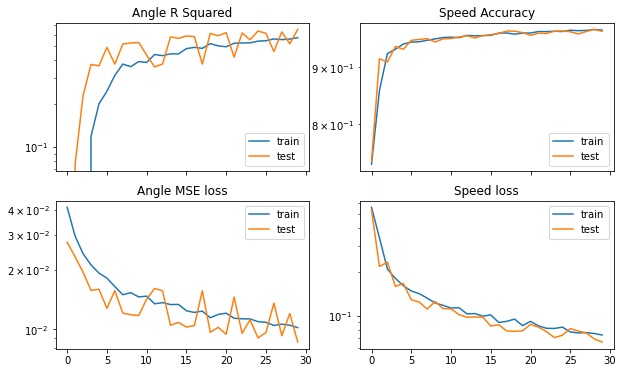 Angle R Squared
10⁻¹
train
test
Speed Accuracy
9 × 10⁻¹
8 × 10⁻¹
train
test
Angle MSE loss
4 × 10⁻²
3 × 10⁻²
2 × 10⁻²
10⁻²
train
test
0 5 10 15 20 25 30
Speed loss
10⁻¹
train
test
0 5 10 15 20 25 30